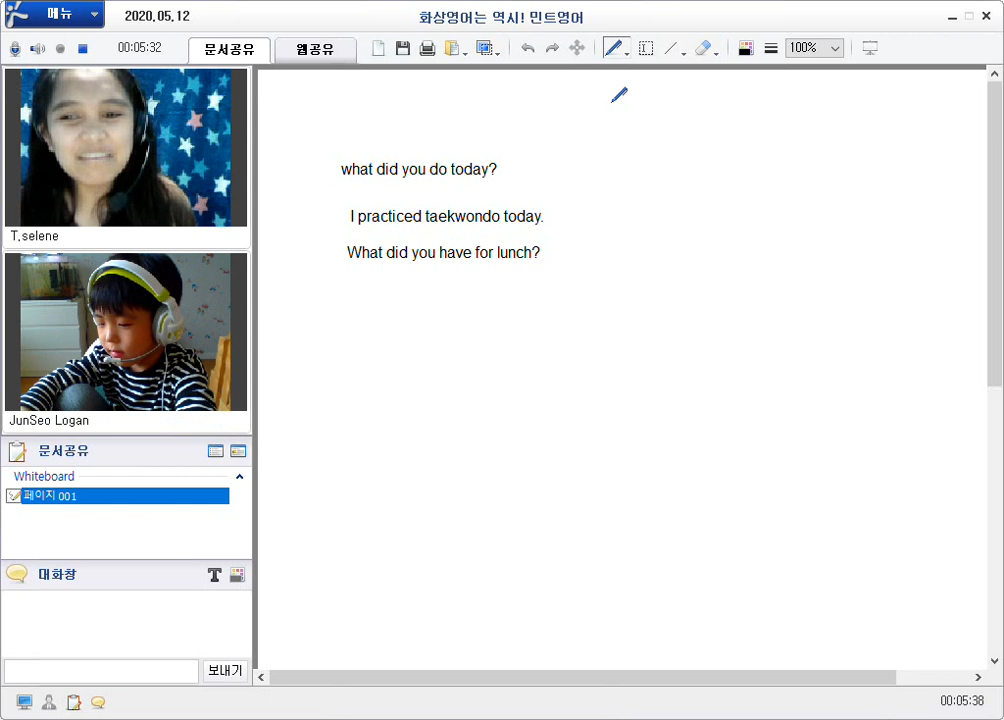 메뉴
2020.05.12
화상영어는 역시! 민트영어
00:05:32
문서공유
웹공유
100%
T.selene
JunSeo Logan
what did you do today?
I practiced taekwondo today.
What did you have for lunch?
문서공유
Whiteboard
페이지 001
대화창
T
보내기
00:05:38